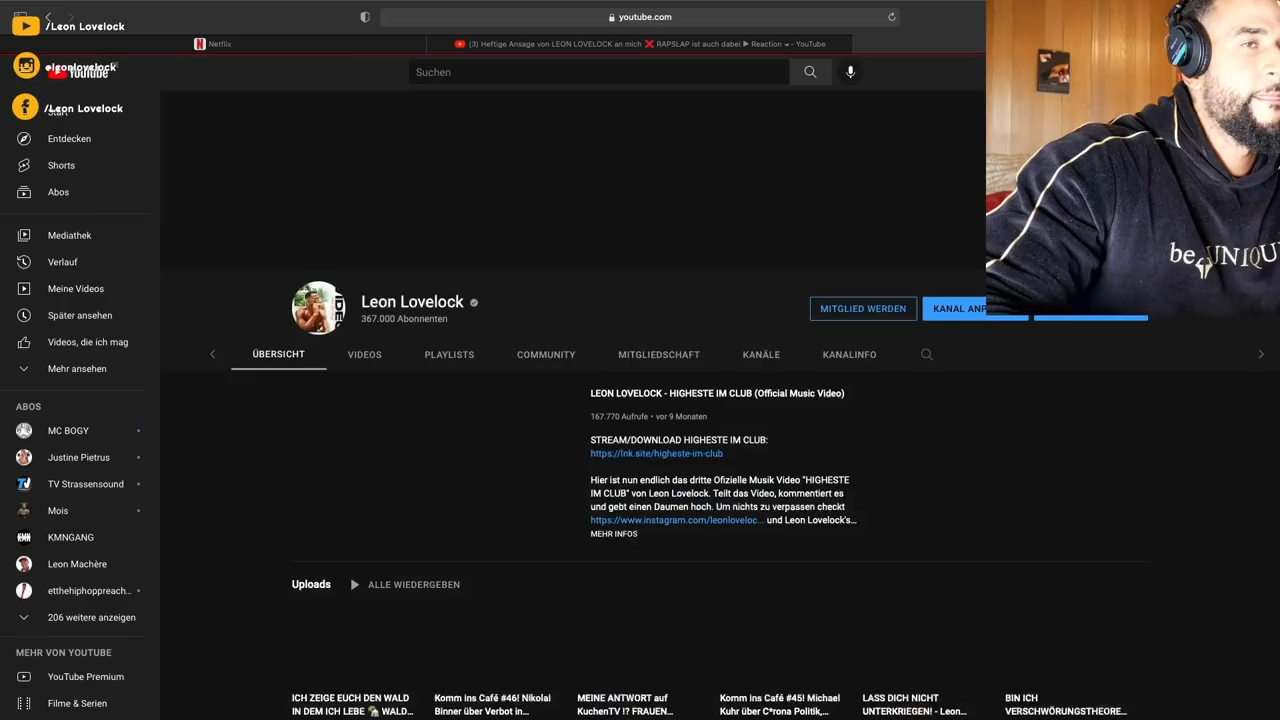 /Leon Lovelock
youtube.com
Netflix
(3) Heftige Ansage von LEON LOVELOCK an mich ❌ RAPSLAP ist auch dabei ▶ Reaction ◄ - YouTube
@leonlovelock
YouTube
Suchen
/Leon Lovelock
Start
Entdecken
Shorts
Abos
Mediathek
Verlauf
Meine Videos
Später ansehen
Videos, die ich mag
Mehr ansehen
ABOS
MC BOGY
Justine Pietrus
TV Strassensound
Mois
KMNGANG
Leon Machère
etthehiphoppreach...
206 weitere anzeigen
MEHR VON YOUTUBE
YouTube Premium
Filme & Serien
be UNIQU
Leon Lovelock
367.000 Abonnenten
MITGLIED WERDEN
KANAL ANP
ÜBERSICHT
VIDEOS
PLAYLISTS
COMMUNITY
MITGLIEDSCHAFT
KANÄLE
KANALINFO
LEON LOVELOCK - HIGHESTE IM CLUB (Official Music Video)
167.770 Aufrufe • vor 9 Monaten
STREAM/DOWNLOAD HIGHESTE IM CLUB:
https://lnk.site/higheste-im-club
Hier ist nun endlich das dritte Ofizielle Musik Video "HIGHESTE
IM CLUB" von Leon Lovelock. Teilt das Video, kommentiert es
und gebt einen Daumen hoch. Um nichts zu verpassen checkt
https://www.instagram.com/leonloveloc... und Leon Lovelock's...
MEHR INFOS
Uploads
ALLE WIEDERGEBEN
ICH ZEIGE EUCH DEN WALD
IN DEM ICH LEBE 🏡 WALD...
Komm ins Café #46! Nikolai
Binner über Verbot in...
MEINE ANTWORT auf
KuchenTV !? FRAUEN...
Komm ins Café #45! Michael
Kuhr über C*rona Politik,...
LASS DICH NICHT
UNTERKRIEGEN! - Leon...
BIN ICH
VERSCHWÖRUNGSTHEORE...